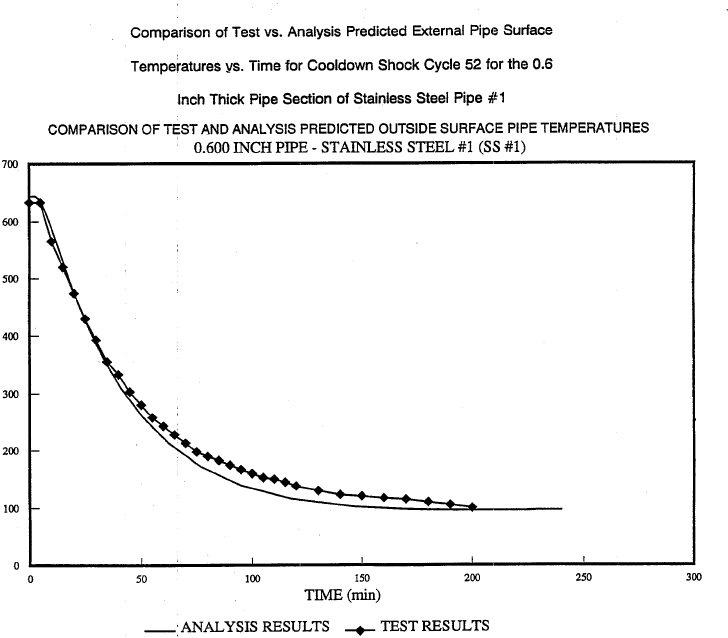 Comparison of Test vs. Analysis Predicted External Pipe Surface
Temperatures vs. Time for Cooldown Shock Cycle 52 for the 0.6
Inch Thick Pipe Section of Stainless Steel Pipe #1
COMPARISON OF TEST AND ANALYSIS PREDICTED OUTSIDE SURFACE PIPE TEMPERATURES
0.600 INCH PIPE - STAINLESS STEEL #1 (SS #1)
700
600
500
400
300
200
100
0
0 50 100 150 200 250 300
TIME (min)
ANALYSIS RESULTS TEST RESULTS